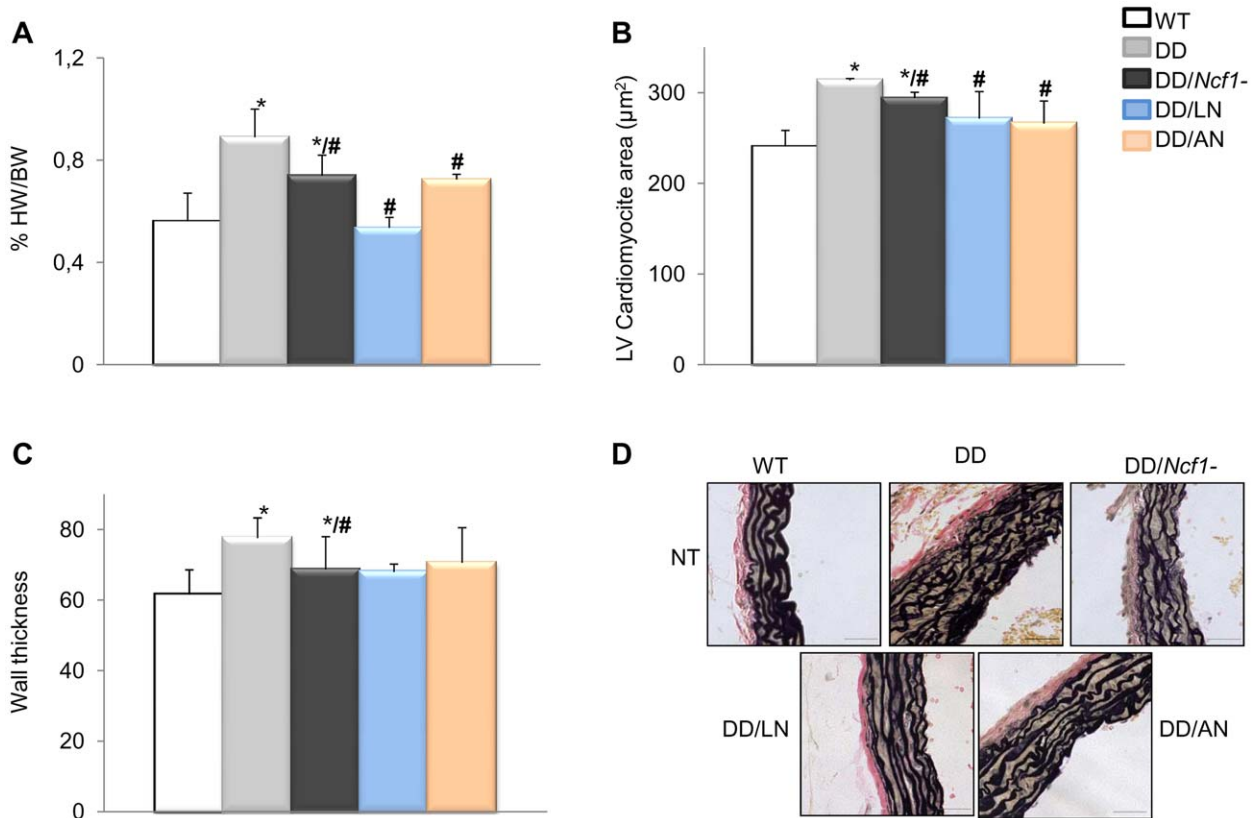 A
% HW/BW
1,2
0,8
0,4
0
*
*/#
#
#
B
LV Cardiomyocite area (µm²)
300
200
100
0
*
*/#
#
#
WT
DD
DD/Ncf1-
DD/LN
DD/AN
C
Wall thickness
80
60
40
20
0
*
*/#
D
WT
DD
DD/Ncf1-
NT
DD/LN
DD/AN